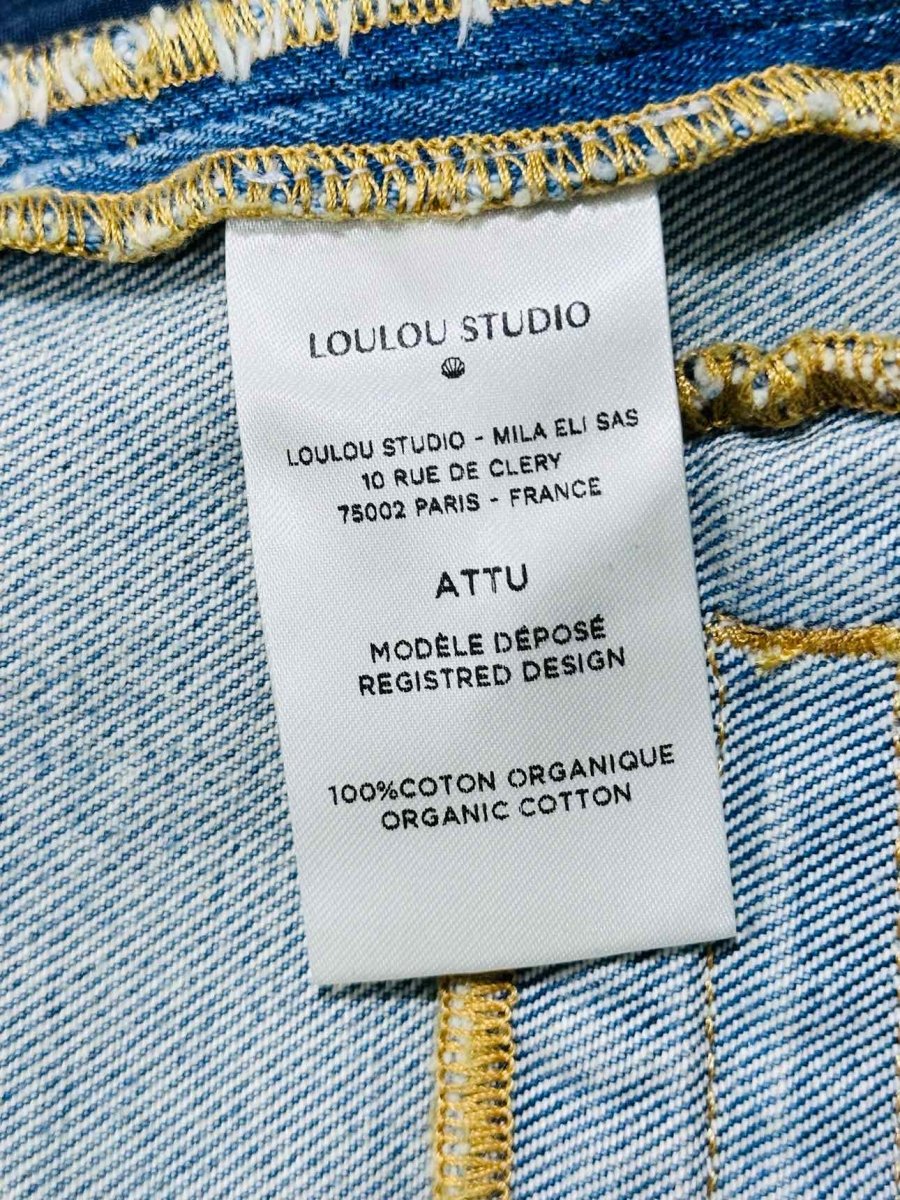 LOULOU STUDIO
LOULOU STUDIO - MILA ELI SAS
10 RUE DE CLERY
75002 PARIS - FRANCE
ATTU
MODÈLE DÉPOSÉ
REGISTRED DESIGN
100%COTON ORGANIQUE
ORGANIC COTTON